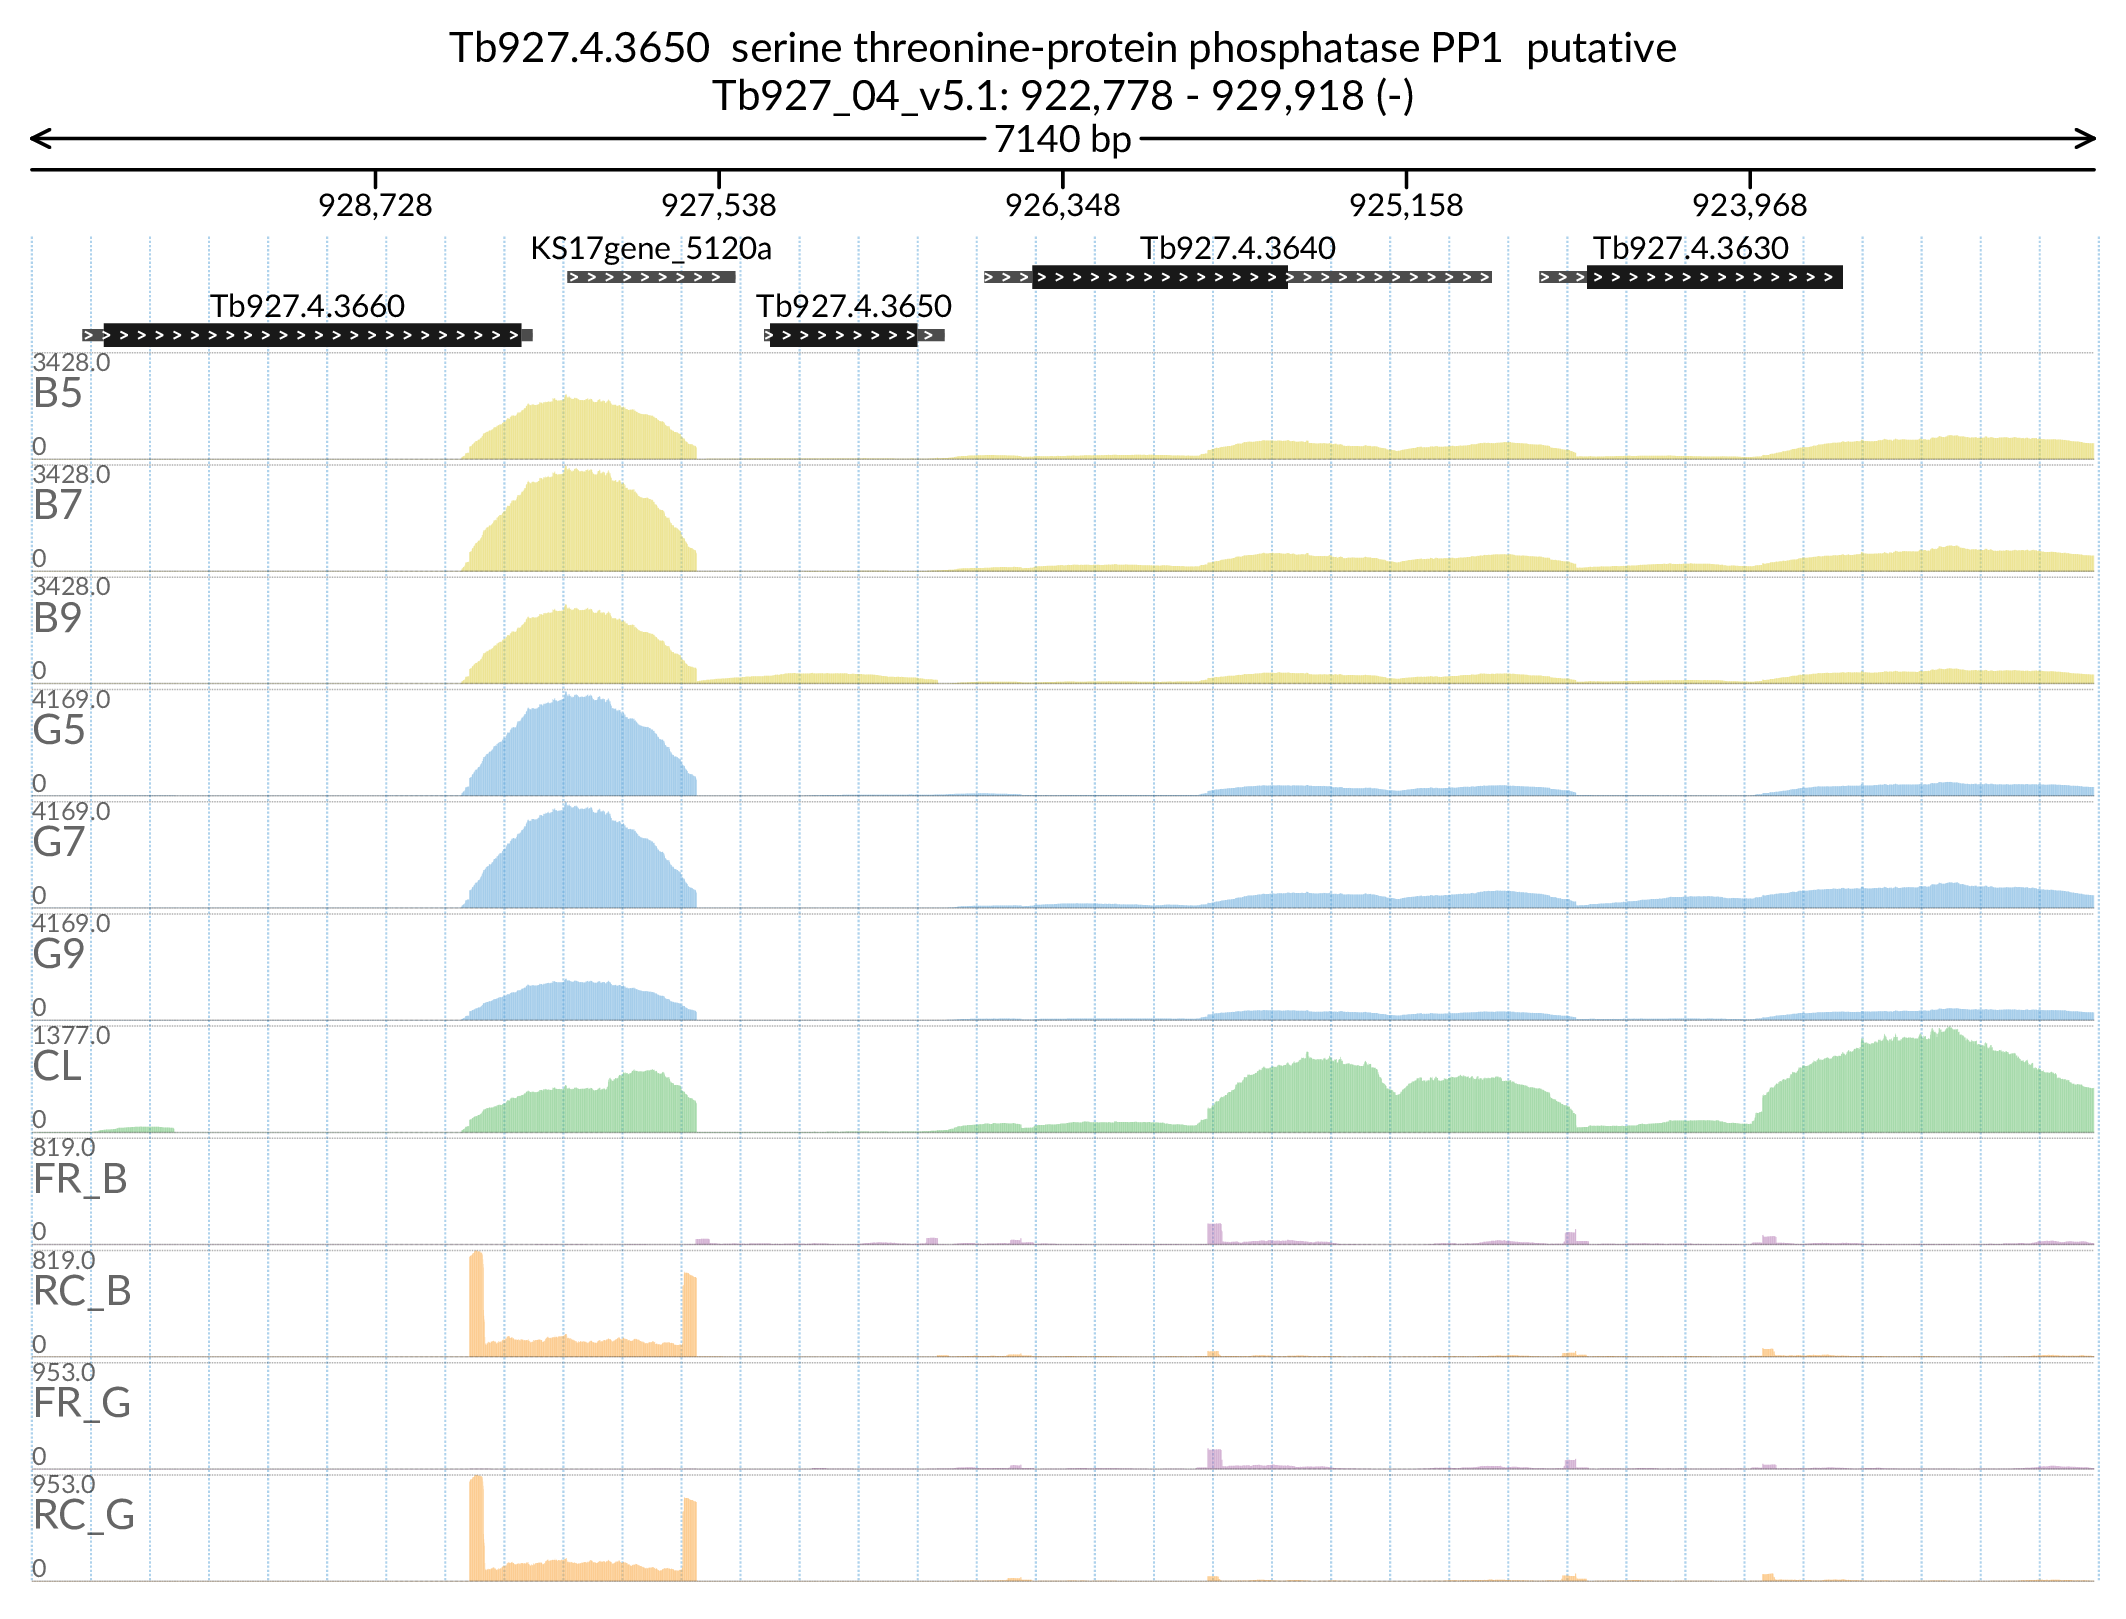 Tb927.4.3650 serine threonine-protein phosphatase PP1 putative
Tb927_04_v5.1: 922,778 - 929,918 (-)
7140 bp
928,728 927,538 926,348 925,158 923,968
KS17gene_5120a Tb927.4.3640 Tb927.4.3630
Tb927.4.3660 Tb927.4.3650
3428.0
B5
0
3428.0
B7
0
3428.0
B9
0
4169.0
G5
0
4169.0
G7
0
4169.0
G9
0
1377.0
CL
0
819.0
FR_B
0
819.0
RC_B
0
953.0
FR_G
0
953.0
RC_G
0